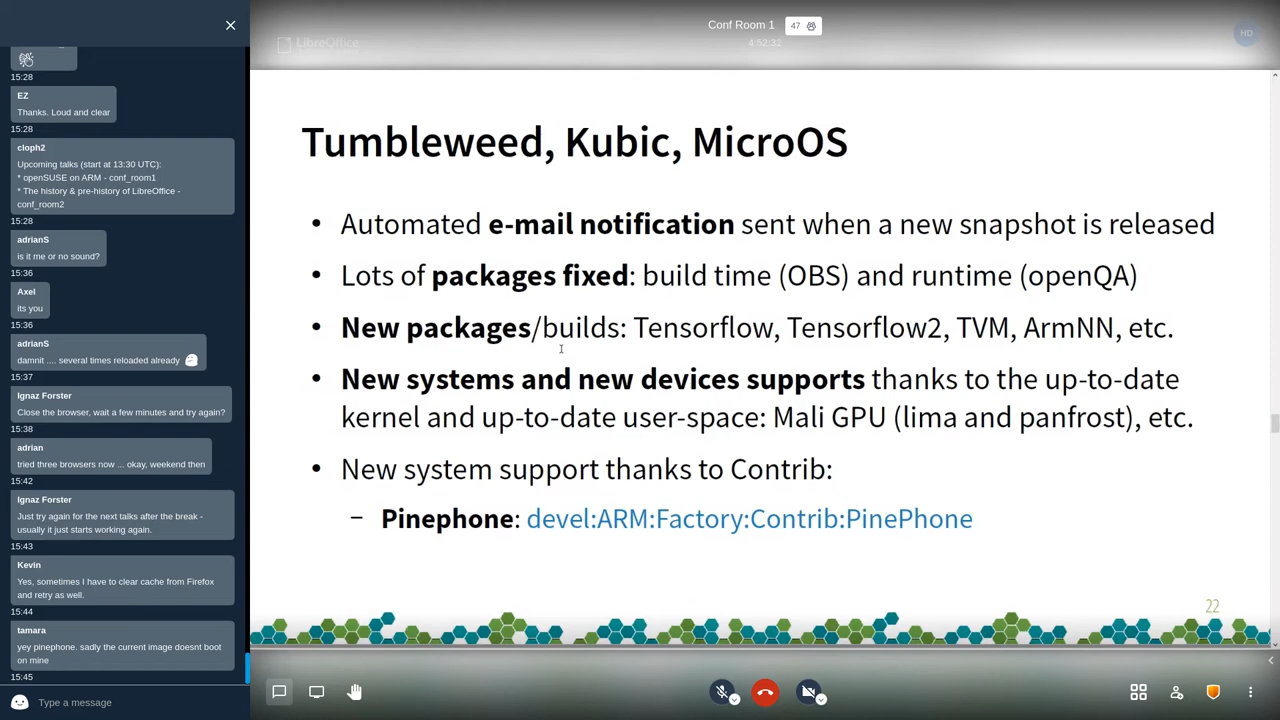 15:28
EZ
Thanks. Loud and clear
15:28
cloph2
Upcoming talks (start at 13:30 UTC):
* openSUSE on ARM - conf_room1
* The history & pre-history of LibreOffice -
conf_room2
15:28
adrianS
is it me or no sound?
15:36
Axel
its you
15:36
adrianS
damnit .... several times reloaded already
15:37
Ignaz Forster
Close the browser, wait a few minutes and try again?
15:38
adrian
tried three browsers now ... okay, weekend then
15:42
Ignaz Forster
Just try again for the next talks after the break -
usually it just starts working again.
15:43
Kevin
Yes, sometimes I have to clear cache from Firefox
and retry as well.
15:44
tamara
yey pinephone. sadly the current image doesnt boot
on mine
15:45
Type a message
Conf Room 1
47
4:52:32
HD
LibreOffice
Tumbleweed, Kubic, MicroOS
• Automated e-mail notification sent when a new snapshot is released
• Lots of packages fixed: build time (OBS) and runtime (openQA)
• New packages/builds: Tensorflow, Tensorflow2, TVM, ArmNN, etc.
• New systems and new devices supports thanks to the up-to-date
kernel and up-to-date user-space: Mali GPU (lima and panfrost), etc.
• New system support thanks to Contrib:
– Pinephone: devel:ARM:Factory:Contrib:PinePhone
22